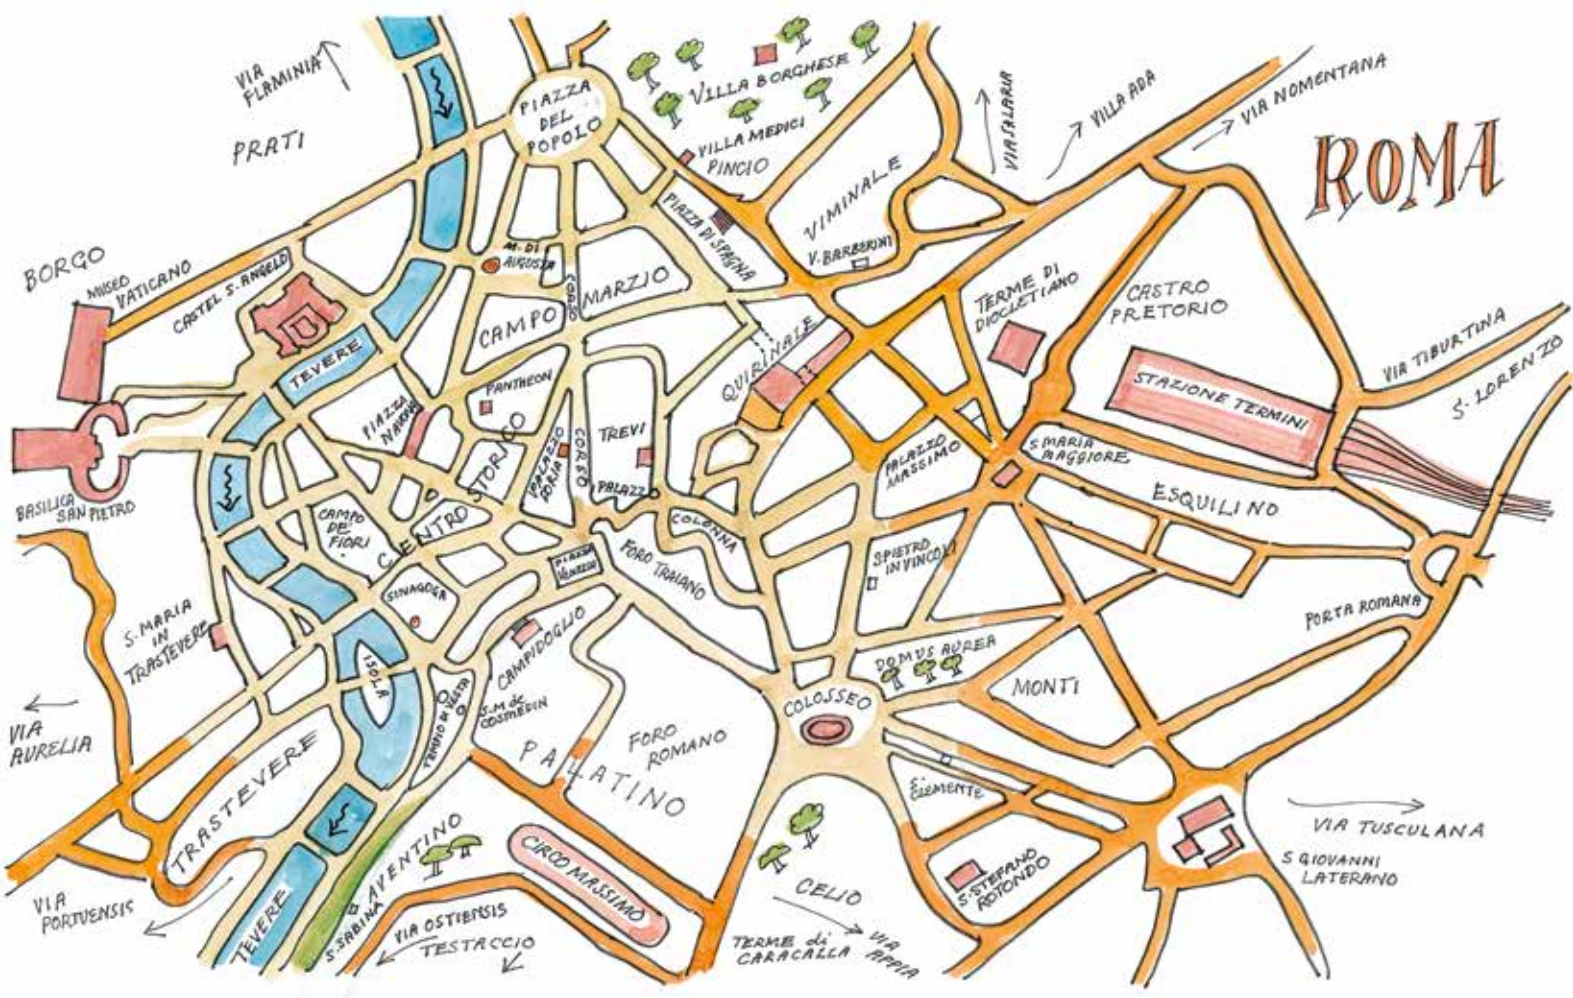 VIA
FLAMINIA
PRATI
PIAZZA
DEL
POPOLO
VILLA BORGHESE
VILLA MEDICI
PINCIO
VIA SALARIA
VILLA ADA
VIA NOMENTANA
ROMA
BORGO
MUSEO
VATICANO
CASTEL S. ANGELO
M. DI
AUGUSTA
PIAZZA DI SPAGNA
VIMINALE
V. BARBERINI
CORSO
CAMPO MARZIO
TERME DI
DIOCLETIANO
CASTRO
PRETORIO
VIA TIBURTINA
S. LORENZO
STAZIONE TERMINI
TEVERE
QUIRINALE
PANTHEON
PIAZZA
NAVONA
PALAZZO
DORIA
CORSO
TREVI
PALAZZO
COLONNA
PALAZZO
MASSIMO
S. MARIA
MAGGIORE
ESQUILINO
BASILICA
SAN PIETRO
CAMPO
DE'
FIORI
CENTRO STORICO
SINAGOGA
PIAZZA
VENEZIA
FORO TRAIANO
S. PIETRO
IN VINCOLI
PORTA ROMANA
S. MARIA
IN
TRASTEVERE
ISOLA
CAMPIDOGLIO
TEMPIO DI VESTA
S.M. de
COSMEDIN
DOMUS AUREA
MONTI
COLOSSEO
VIA
AURELIA
FORO
ROMANO
PALATINO
TRASTEVERE
S.
CLEMENTE
VIA TUSCULANA
S GIOVANNI
LATERANO
AVENTINO
CIRCO MASSIMO
CELIO
S. STEFANO
ROTONDO
VIA
PORTUENSIS
TEVERE
S. SABINA
VIA OSTIENSIS
TESTACCIO
TERME di
CARACALLA
VIA
APPIA